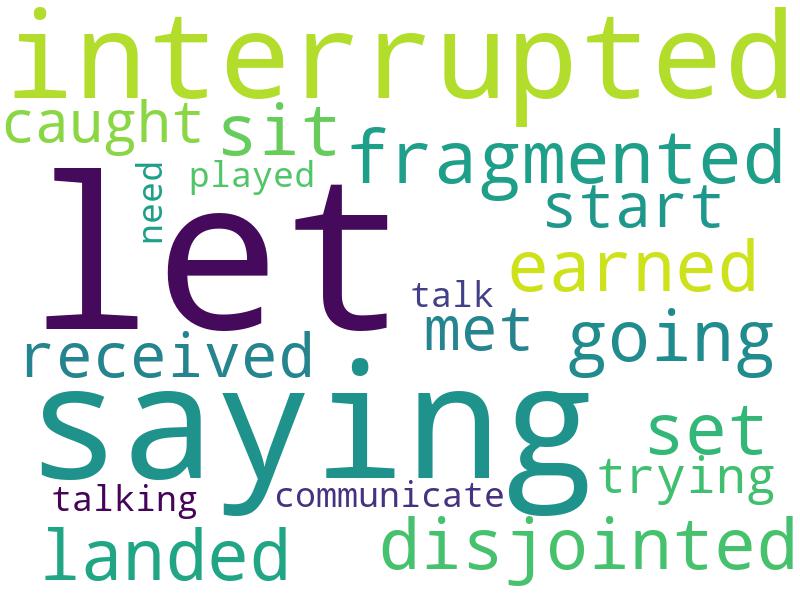 interrupted
caught sit fragmented
need played start
let earned
talk
met going
received
saying set
trying
talking communicate
landed disjointed